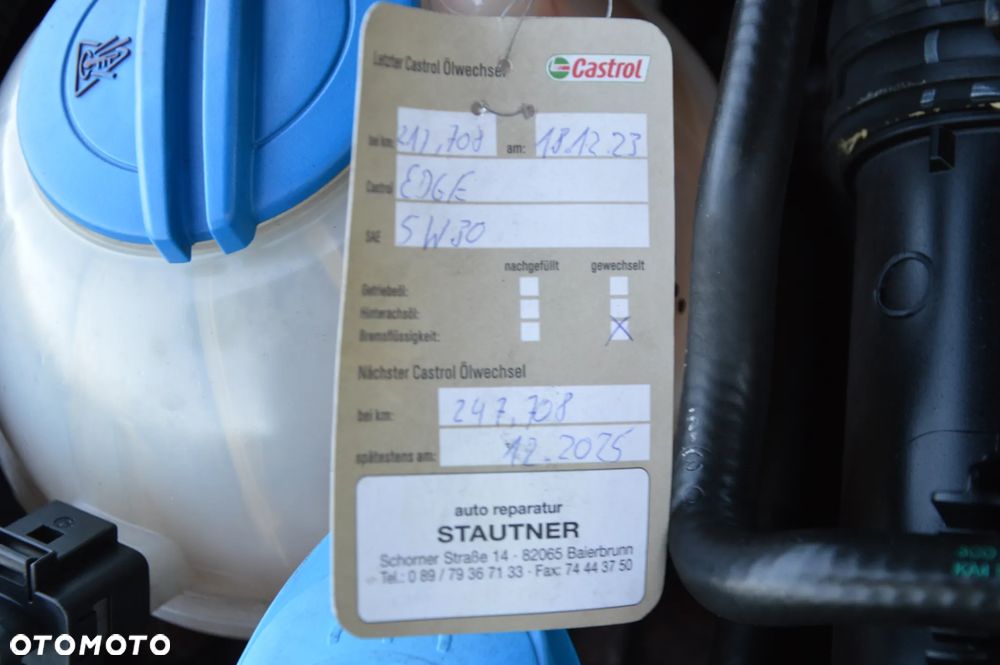 Letzter Castrol Ölwechsel
Castrol
bei km: 217,708 am: 18.12.23
Castrol EDGE
SAE 5W30
nachgefüllt gewechselt
Getriebeöl:
Hinterachsöl:
Bremsflüssigkeit:
Nächster Castrol Ölwechsel
bei km: 247,708
spätestens am: 12.2025
auto reparatur
STAUTNER
Schorner Straße 14 - 82065 Baierbrunn
Tel.: 0 89 / 79 36 71 33 - Fax: 74 44 37 50
OTOMOTO